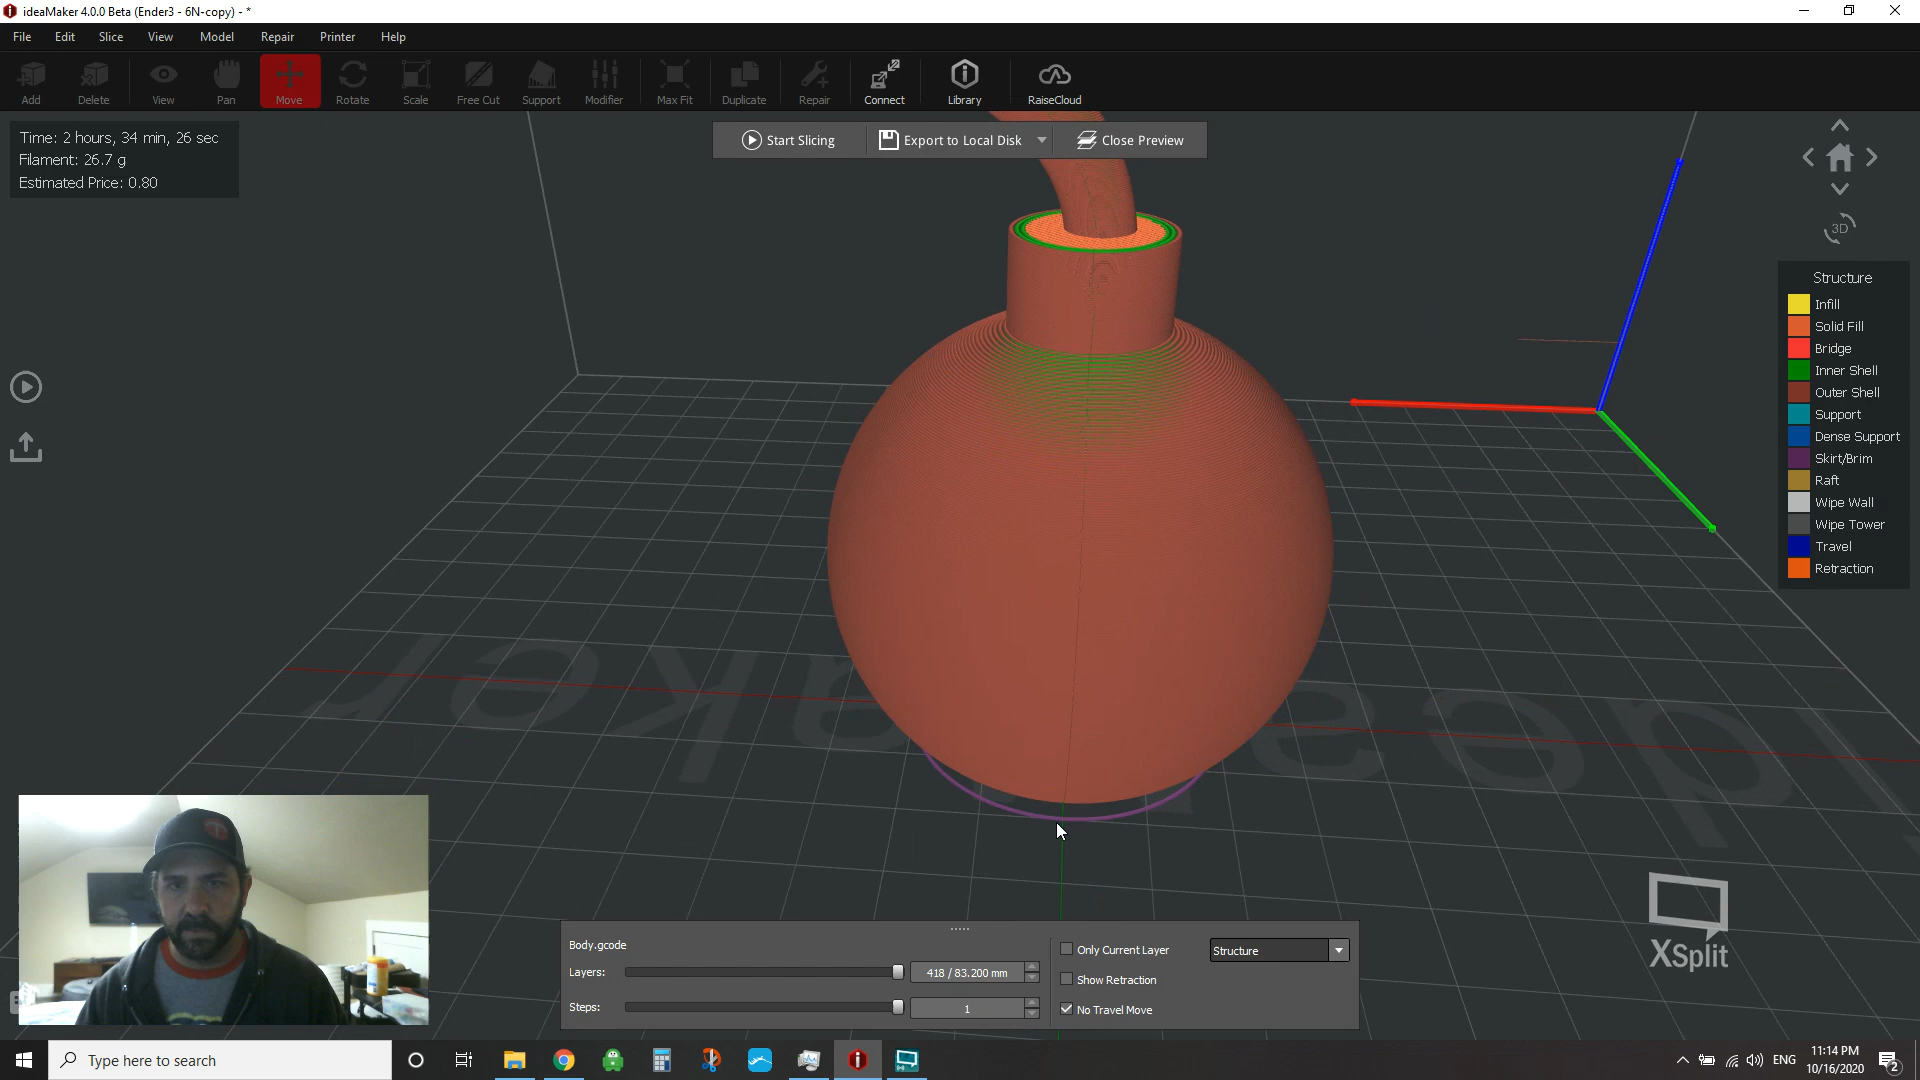 ideaMaker 4.0.0 Beta (Ender3 - 6N-copy) - *
File Edit Slice View Model Repair Printer Help
Add Delete View Pan Move Rotate Scale Free Cut Support Modifier Max Fit Duplicate Repair Connect Library RaiseCloud
Time: 2 hours, 34 min, 26 sec
Filament: 26.7 g
Estimated Price: 0.80
Start Slicing Export to Local Disk Close Preview
3D
Structure
Infill
Solid Fill
Bridge
Inner Shell
Outer Shell
Support
Dense Support
Skirt/Brim
Raft
Wipe Wall
Wipe Tower
Travel
Retraction
ideaMaker
XSplit
Body.gcode
Layers: 418 / 83.200 mm
Steps: 1
Only Current Layer
Show Retraction
No Travel Move
Structure
Type here to search
ENG
11:14 PM
10/16/2020
2